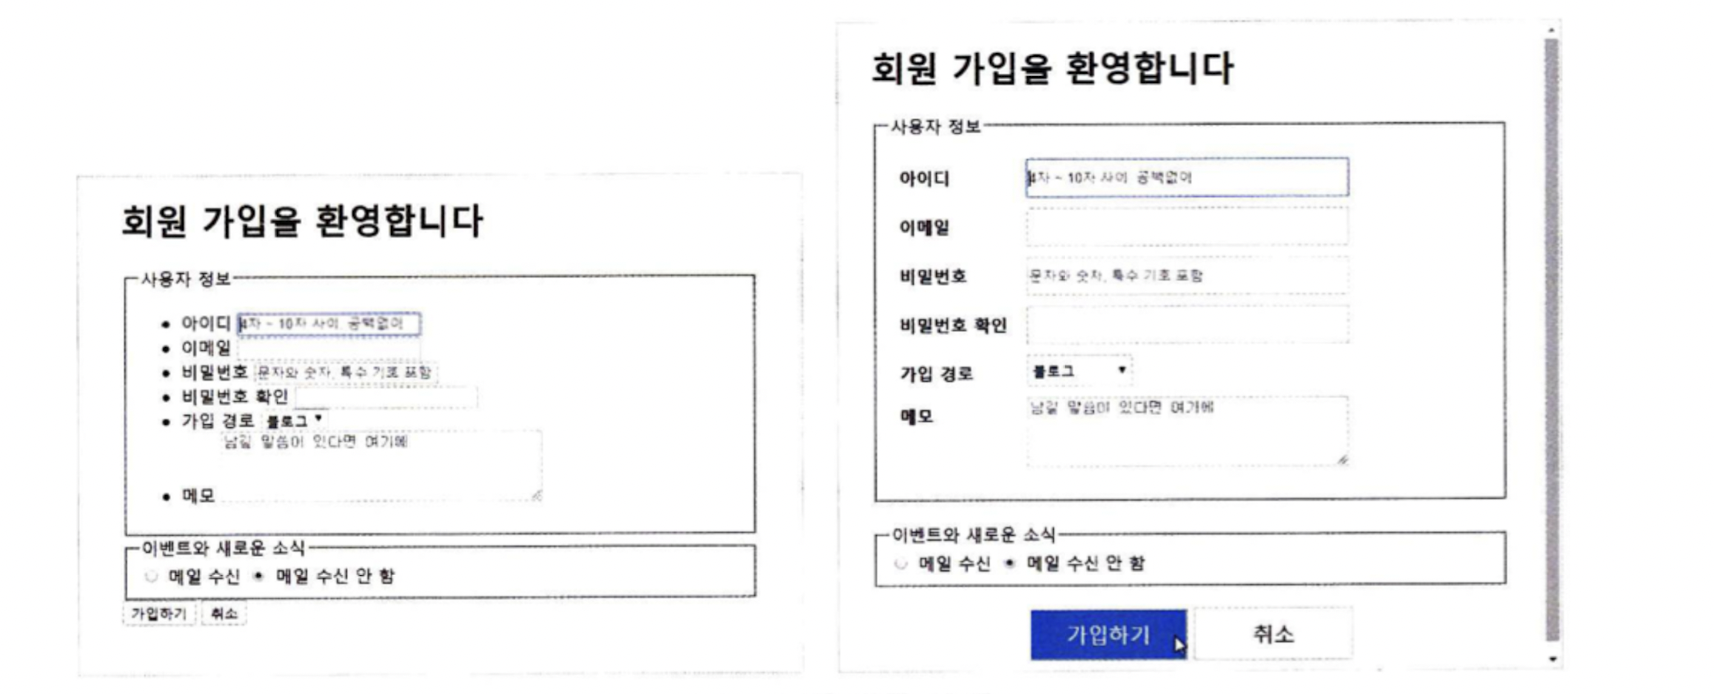 회원 가입을 환영합니다
사용자 정보
아이디 4자 ~ 10자 사이 공백없이
이메일
비밀번호 문자와 숫자, 특수 기호 포함
비밀번호 확인
가입 경로 블로그
남길 말씀이 있다면 여기에
메모
이벤트와 새로운 소식
메일 수신 메일 수신 안 함
가입하기 취소
회원 가입을 환영합니다
사용자 정보
아이디 4자 ~ 10자 사이 공백없이
이메일
비밀번호 문자와 숫자, 특수 기호 포함
비밀번호 확인
가입 경로 블로그
메모 남길 말씀이 있다면 여기에
이벤트와 새로운 소식
메일 수신 메일 수신 안 함
가입하기 취소